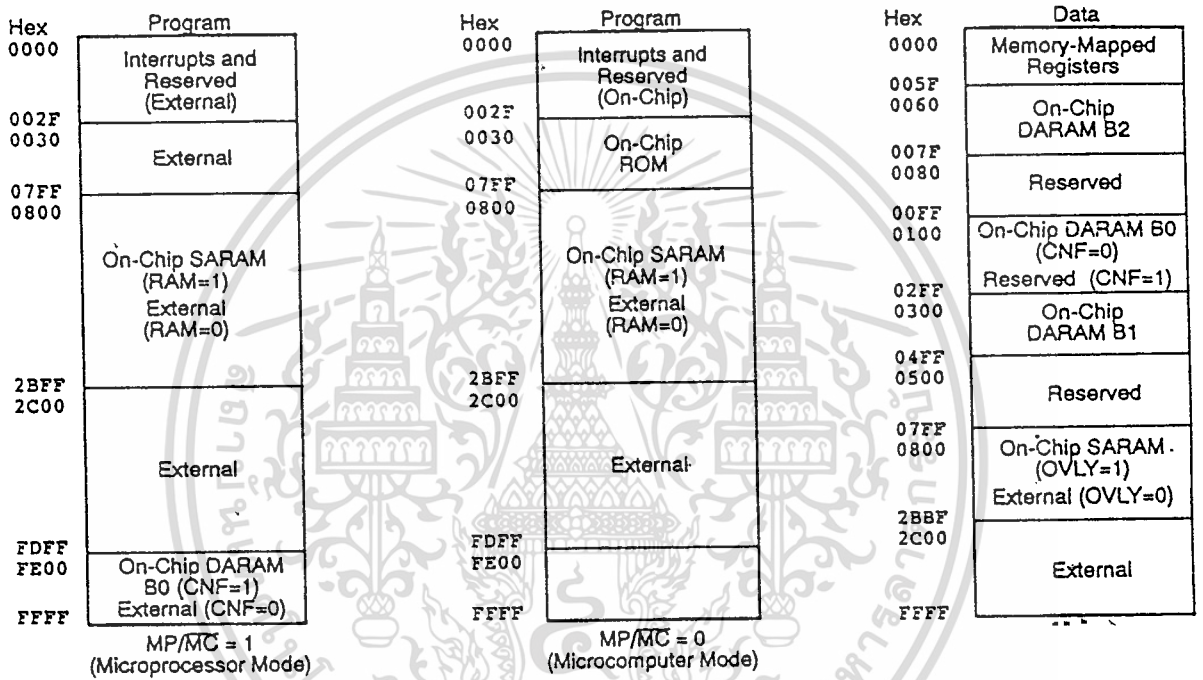 Hex
Program
0000
Interrupts and
Reserved
(External)
002F
0030
External
07FF
0800
On-Chip SARAM
(RAM=1)
External
(RAM=0)
2BFF
2C00
External
FDFF
FE00
On-Chip DARAM
B0 (CNF=1)
External (CNF=0)
FFFF
MP/M̅C̅ = 1
(Microprocessor Mode)
Hex
Program
0000
Interrupts and
Reserved
(On-Chip)
002F
0030
On-Chip
ROM
07FF
0800
On-Chip SARAM
(RAM=1)
External
(RAM=0)
2BFF
2C00
External
FDFF
FE00
FFFF
MP/M̅C̅ = 0
(Microcomputer Mode)
Hex
Data
0000
Memory-Mapped
Registers
005F
0060
On-Chip
DARAM B2
007F
0080
Reserved
00FF
0100
On-Chip DARAM B0
(CNF=0)
Reserved (CNF=1)
02FF
0300
On-Chip
DARAM B1
04FF
0500
Reserved
07FF
0800
On-Chip SARAM
(OVLY=1)
External (OVLY=0)
2BBF
2C00
External
FFFF